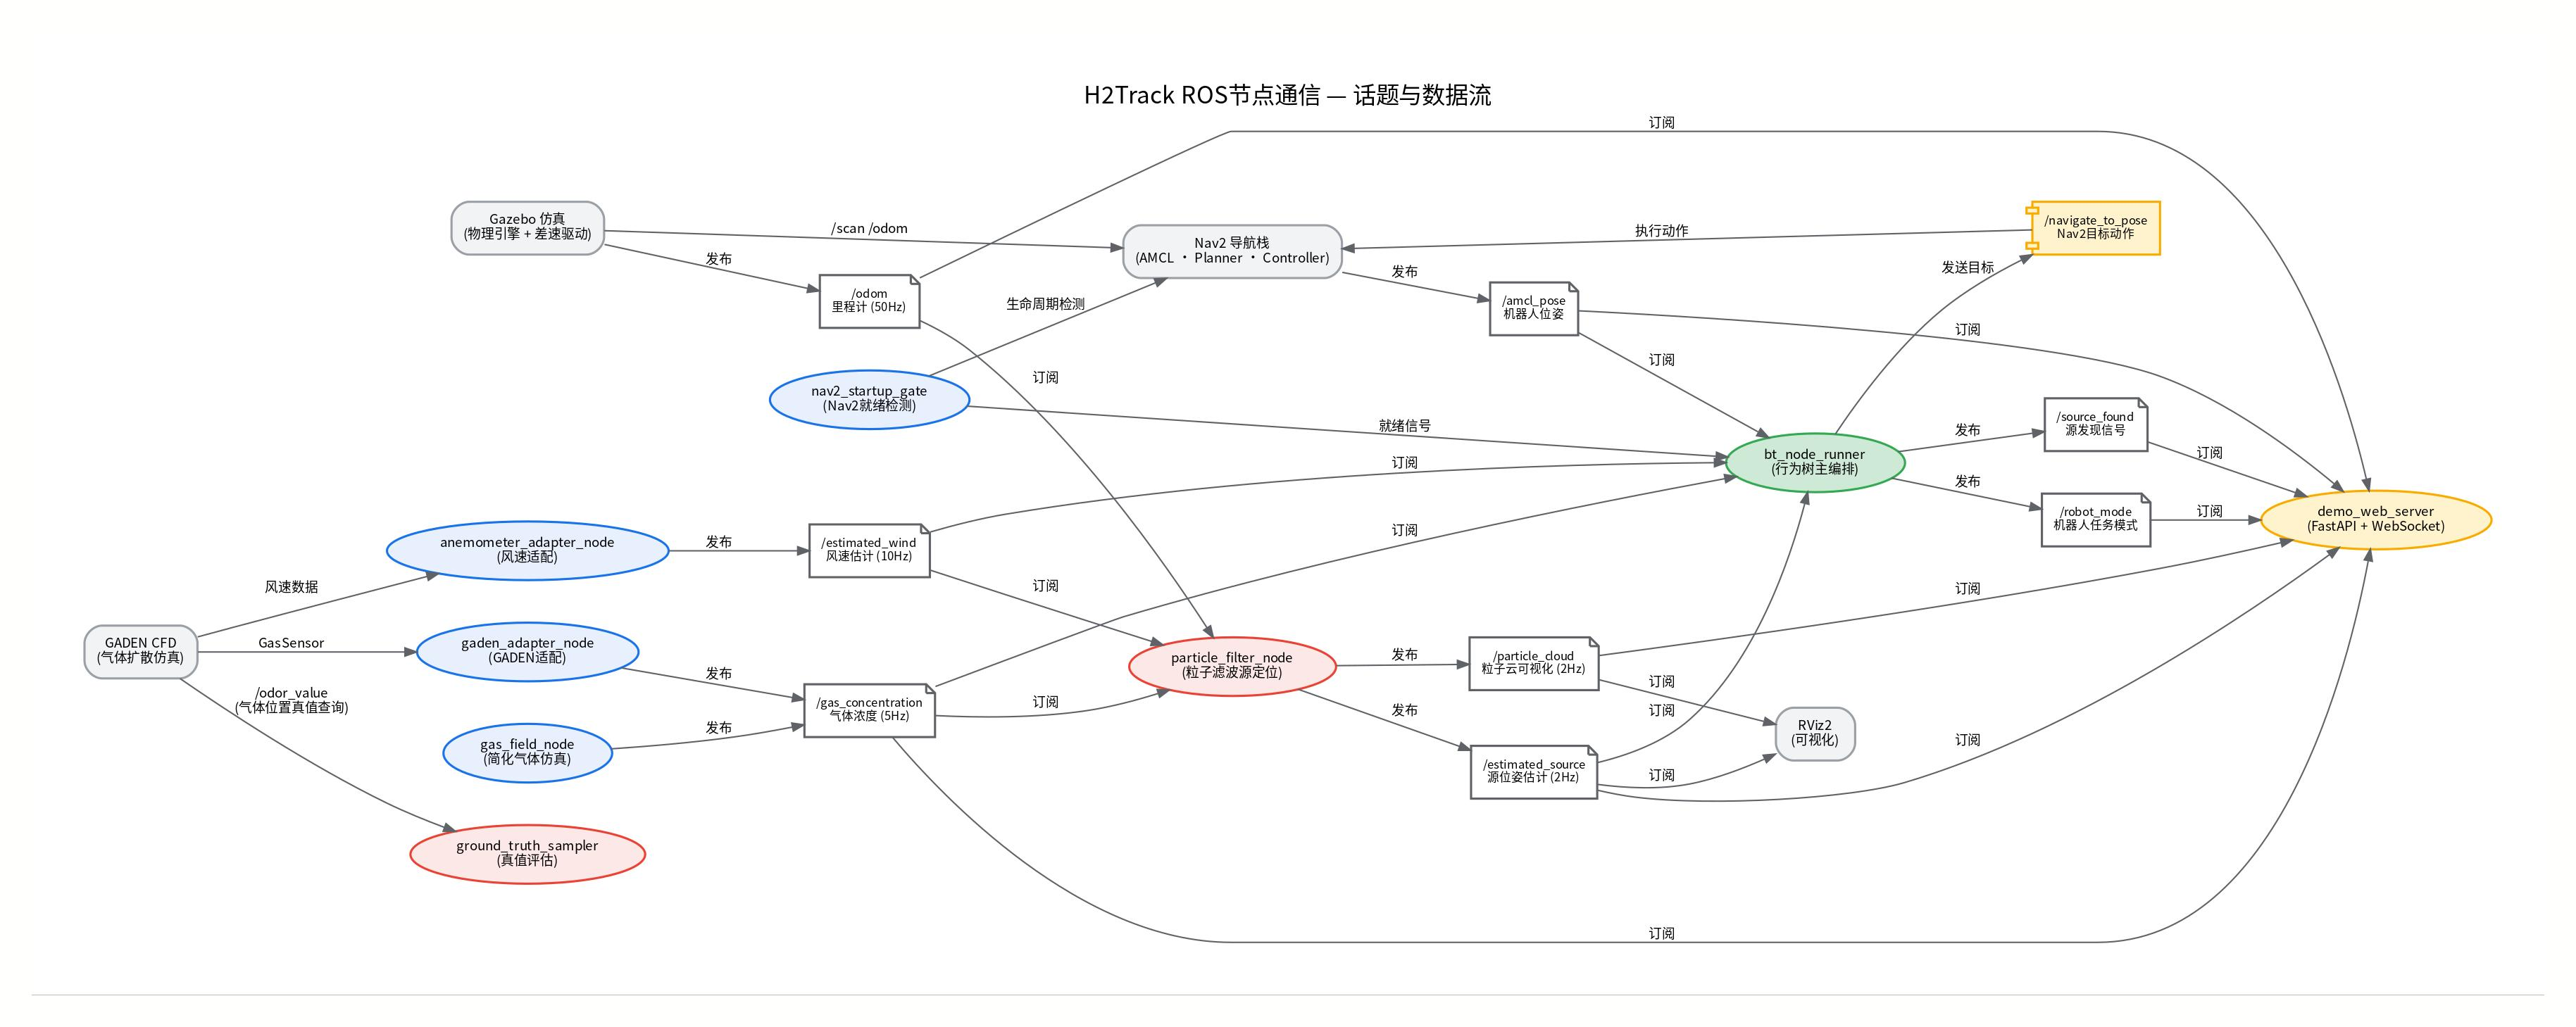 H2Track ROS节点通信 — 话题与数据流
订阅
Gazebo 仿真
(物理引擎 + 差速驱动)
/scan /odom
发布
/odom
里程计 (50Hz)
Nav2 导航栈
(AMCL · Planner · Controller)
执行动作
/navigate_to_pose
Nav2目标动作
发布
/amcl_pose
机器人位姿
发送目标
生命周期检测
订阅
订阅
订阅
nav2_startup_gate
(Nav2就绪检测)
就绪信号
订阅
bt_node_runner
(行为树主编排)
发布
/source_found
源发现信号
订阅
发布
/robot_mode
机器人任务模式
订阅
demo_web_server
(FastAPI + WebSocket)
anemometer_adapter_node
(风速适配)
发布
/estimated_wind
风速估计 (10Hz)
订阅
订阅
风速数据
订阅
GADEN CFD
(气体扩散仿真)
GasSensor
gaden_adapter_node
(GADEN适配)
发布
/gas_concentration
气体浓度 (5Hz)
订阅
particle_filter_node
(粒子滤波源定位)
发布
/particle_cloud
粒子云可视化 (2Hz)
订阅
订阅
RViz2
(可视化)
/odor_value
(气体位置真值查询)
gas_field_node
(简化气体仿真)
发布
发布
/estimated_source
源位姿估计 (2Hz)
订阅
订阅
ground_truth_sampler
(真值评估)
订阅